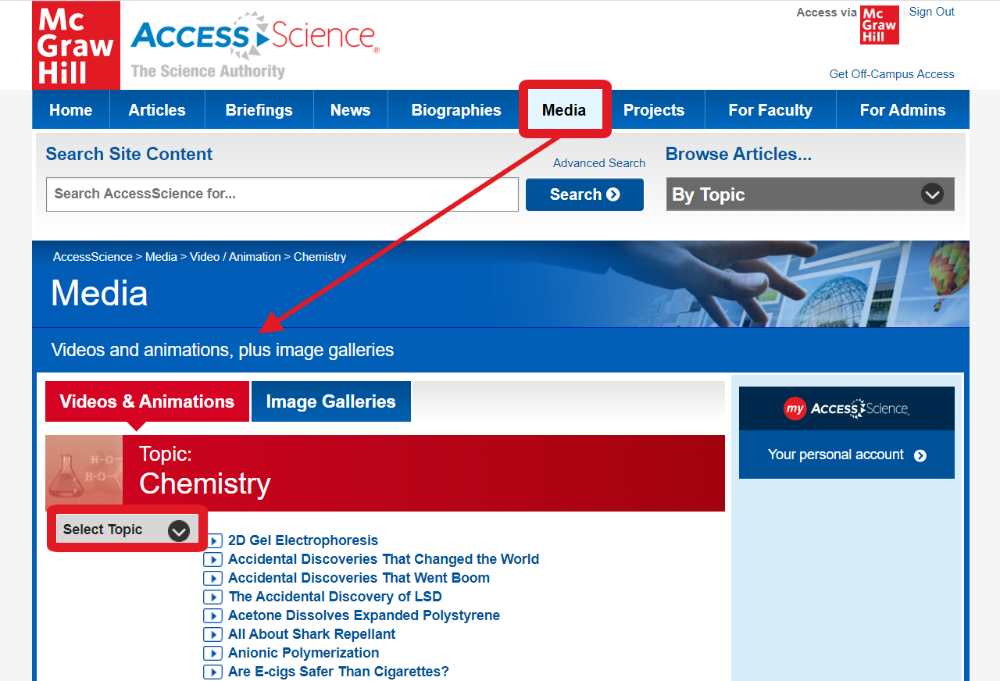 Mc
Graw
Hill
ACCESS Science®
The Science Authority
Access via
Mc
Graw
Hill
Sign Out
Get Off-Campus Access
Home Articles Briefings News Biographies Media Projects For Faculty For Admins
Search Site Content
Advanced Search
Browse Articles...
Search AccessScience for...
Search
By Topic
AccessScience > Media > Video / Animation > Chemistry
Media
Videos and animations, plus image galleries
Videos & Animations
Image Galleries
my ACCESS Science
Your personal account
H-O-
H-O-
Topic:
Chemistry
Select Topic
2D Gel Electrophoresis
Accidental Discoveries That Changed the World
Accidental Discoveries That Went Boom
The Accidental Discovery of LSD
Acetone Dissolves Expanded Polystyrene
All About Shark Repellant
Anionic Polymerization
Are E-cigs Safer Than Cigarettes?